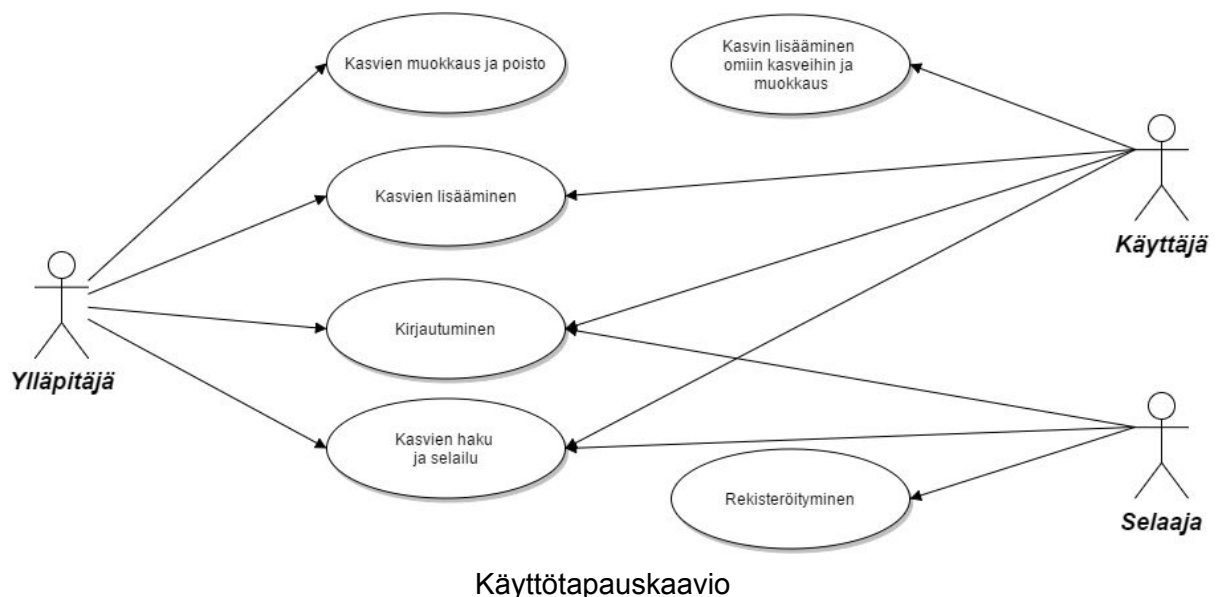 Kasvien muokkaus ja poisto
Kasvin lisääminen
omiin kasveihin ja
muokkaus
Kasvien lisääminen
Käyttäjä
Kirjautuminen
Ylläpitäjä
Kasvien haku
ja selailu
Rekisteröityminen
Selaaja
Käyttötapauskaavio